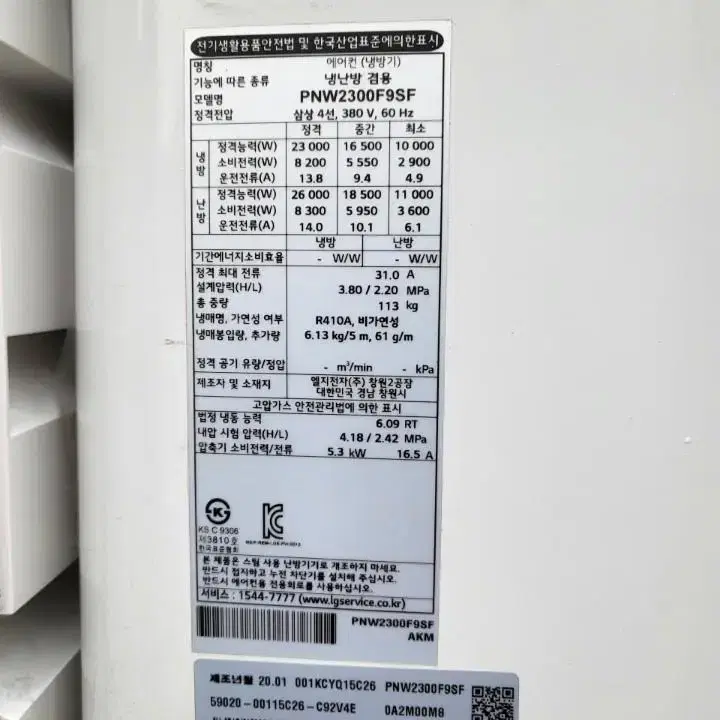 전기생활용품안전법 및 한국산업표준에의한표시
명칭 에어컨 (냉방기)
기능에 따른 종류 냉난방 겸용
모델명 PNW2300F9SF
정격전압 삼상 4선, 380 V, 60 Hz
정격 중간 최소
냉방 정격능력(W) 23 000 16 500 10 000
소비전력(W) 8 200 5 550 2 900
운전전류(A) 13.8 9.4 4.9
난방 정격능력(W) 26 000 18 500 11 000
소비전력(W) 8 300 5 950 3 600
운전전류(A) 14.0 10.1 6.1
냉방 난방
기간에너지소비효율 - W/W - W/W
정격 최대 전류 31.0 A
설계압력(H/L) 3.80 / 2.20 MPa
총 중량 113 kg
냉매명, 가연성 여부 R410A, 비가연성
냉매봉입량, 추가량 6.13 kg/5 m, 61 g/m
정격 공기 유량/정압 - m³/min - kPa
제조자 및 소재지 엘지전자(주) 창원2공장
대한민국 경남 창원시
고압가스 안전관리법에 의한 표시
법정 냉동 능력 6.09 RT
내압 시험 압력(H/L) 4.18 / 2.42 MPa
압축기 소비전력/전류 5.3 kW 16.5 A
KS C 9306
제3810호
한국표준협회
본 제품은 스팀 사용 난방기기로 개조하지 마세요.
반드시 접지하고 누전 차단기를 설치해 주십시오.
반드시 에어컨용 전용회로를 사용하십시오.
서비스 : 1544-7777 (www.lgservice.co.kr)
PNW2300F9SF
AKM
제조년월 20.01 001KCYQ15C26 PNW2300F9SF
59020-00115C26-C92V4E 0A2M00M8